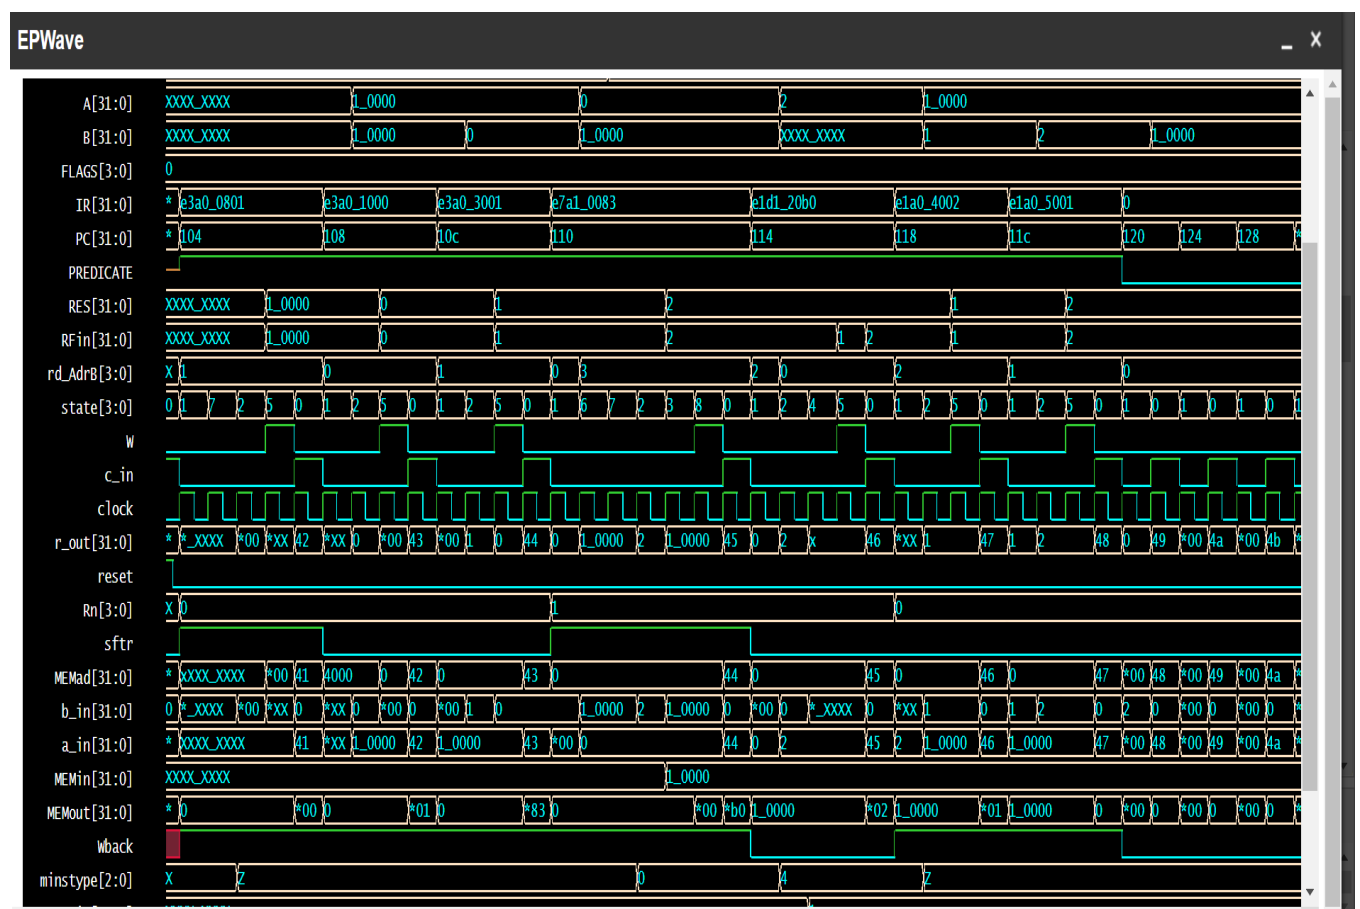 EPWave
A[31:0] XXXX_XXXX 1_0000 0 2 1_0000
B[31:0] XXXX_XXXX 1_0000 0 1_0000 XXXX_XXXX 1 2 1_0000
FLAGS[3:0] 0
IR[31:0] * e3a0_0801 e3a0_1000 e3a0_3001 e7a1_0083 e1d1_20b0 e1a0_4002 e1a0_5001 0
PC[31:0] * 104 108 10c 110 114 118 11c 120 124 128 *
PREDICATE
RES[31:0] XXXX_XXXX 1_0000 0 1 2 1 2
RFin[31:0] XXXX_XXXX 1_0000 0 1 2 1 2 1 2
rd_AdrB[3:0] X 1 0 1 0 3 2 0 2 1 0
state[3:0] 0 1 7 2 5 0 1 2 5 0 1 2 5 0 1 6 7 2 3 8 0 1 2 4 5 0 1 2 5 0 1 2 5 0 1 0 1 0 1 0 1
W
c_in
clock
r_out[31:0] * *_XXXX *00 *XX 42 *XX 0 *00 43 *00 1 0 44 0 1_0000 2 1_0000 45 0 2 x 46 *XX 1 47 1 2 48 0 49 *00 4a *00 4b *
reset
Rn[3:0] X 0 1 0
sftr
MEMad[31:0] * XXXX_XXXX *00 41 4000 0 42 0 43 0 44 0 45 0 46 0 47 *00 48 *00 49 *00 4a *
b_in[31:0] 0 *_XXXX *00 *XX 0 *XX 0 *00 0 *00 1 0 1_0000 2 1_0000 0 *00 0 *_XXXX 0 *XX 1 0 1 2 0 2 0 *00 0 *00 0 *
a_in[31:0] * XXXX_XXXX 41 *XX 1_0000 42 1_0000 43 *00 0 44 0 2 45 2 1_0000 46 1_0000 47 *00 48 *00 49 *00 4a *
MEMin[31:0] XXXX_XXXX 1_0000
MEMout[31:0] * 0 *00 0 *01 0 *83 0 *00 *b0 1_0000 *02 1_0000 *01 1_0000 0 *00 0 *00 0 *00 0 *
Wback
minstype[2:0] X Z 0 4 Z